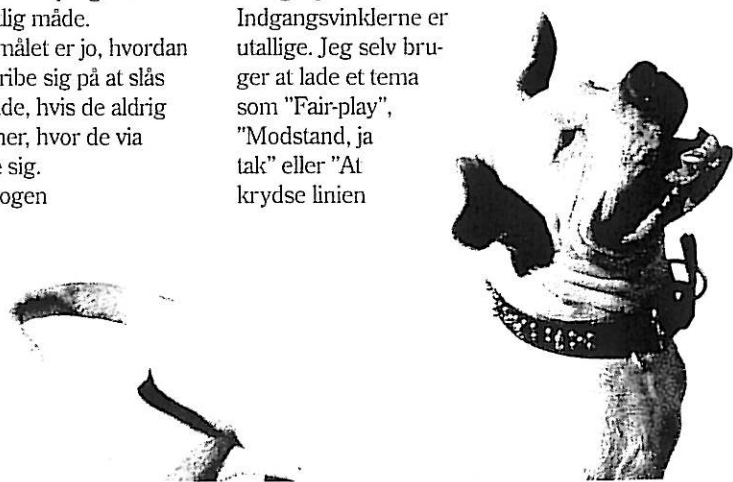 lig måde.
målet er jo, hvordan
ribe sig på at slås
de, hvis de aldrig
ner, hvor de via
e sig.
ogen
Indgangsvinklerne er
utallige. Jeg selv bru-
ger at lade et tema
som "Fair-play",
"Modstand, ja
tak" eller "At
krydse linien